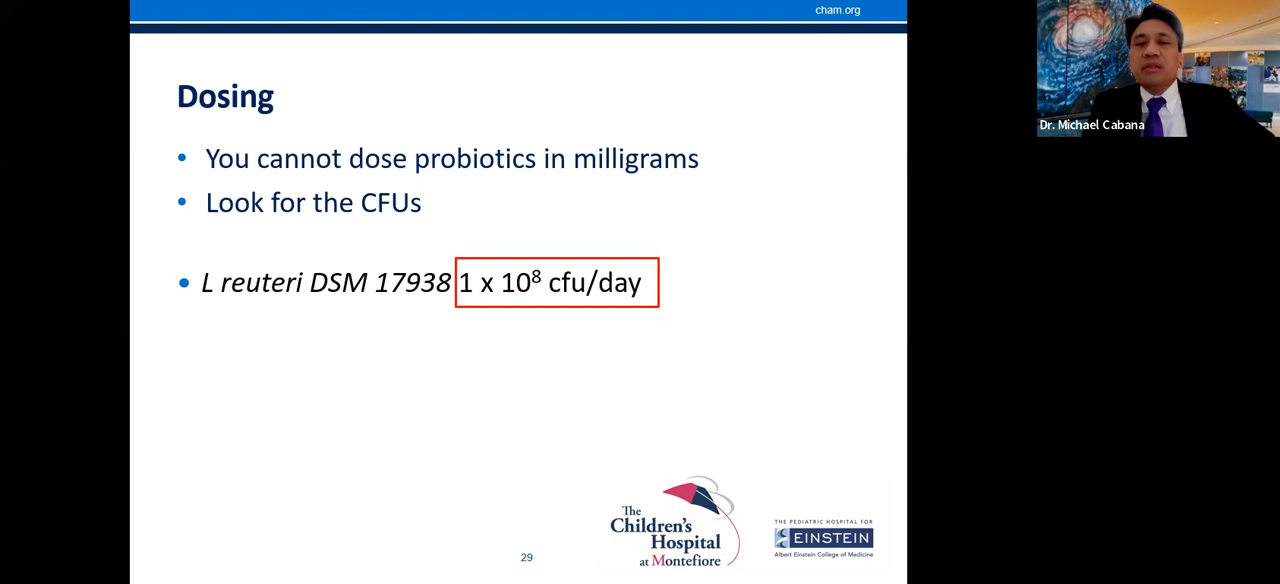 cham.org
Dosing
• You cannot dose probiotics in milligrams
• Look for the CFUs
• L reuteri DSM 17938 1 x 10⁸ cfu/day
The
Children's
Hospital
at Montefiore
THE PEDIATRIC HOSPITAL FOR
EINSTEIN
Albert Einstein College of Medicine
29
Dr. Michael Cabana